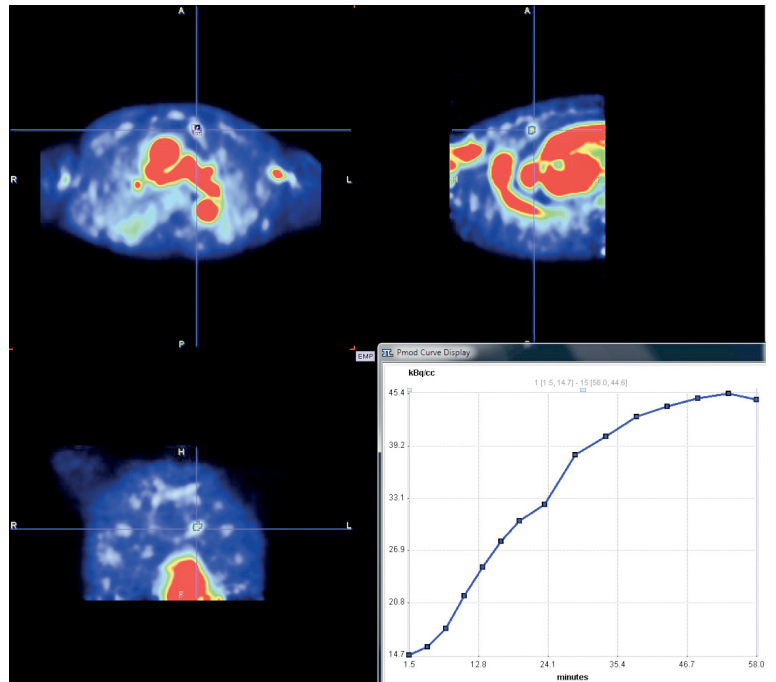 A A
R L
P
EMP
Pmod Curve Display
kBq/cc
1 [1.5, 14.7] - 15 [58.0, 44.6]
45.4
39.2
33.1
26.9
20.8
14.7
1.5 12.8 24.1 35.4 46.7 58.0
minutes
H
R L
F